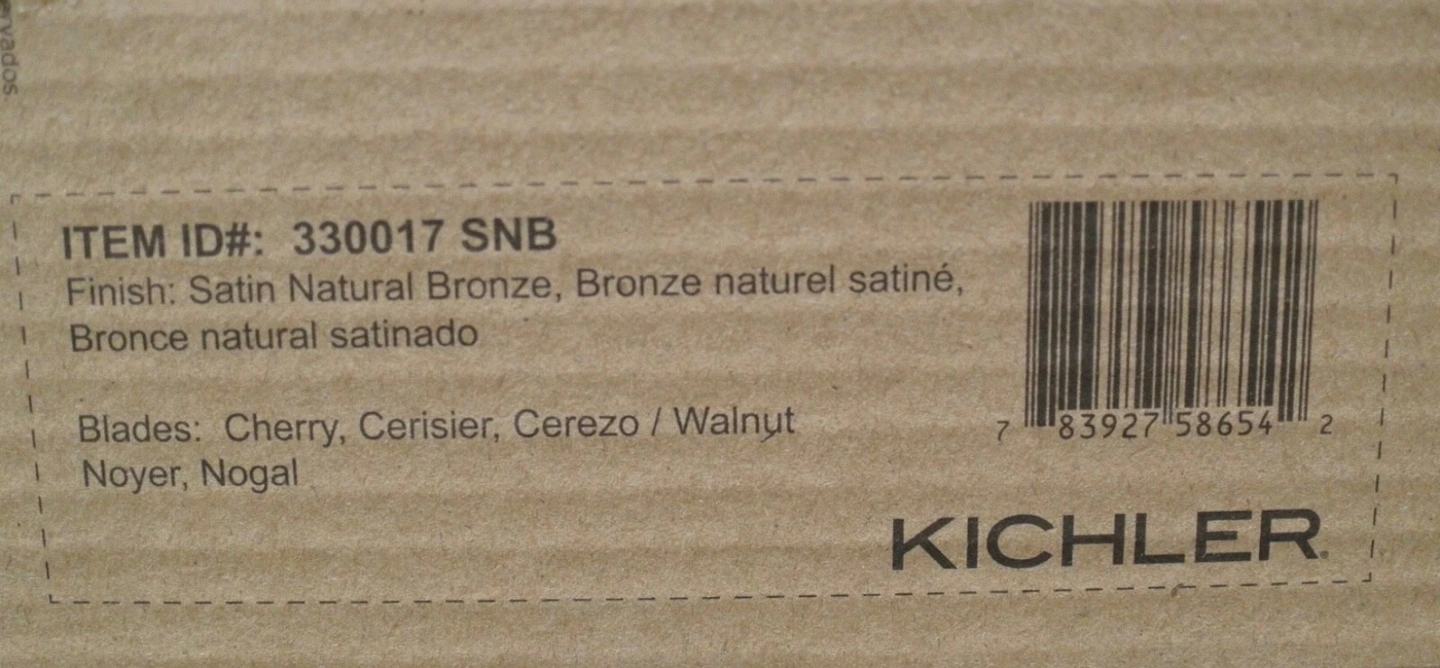 rvados.
ITEM ID#: 330017 SNB
Finish: Satin Natural Bronze, Bronze naturel satiné,
Bronce natural satinado
Blades: Cherry, Cerisier, Cerezo / Walnut
Noyer, Nogal
7 83927 58654 2
KICHLER